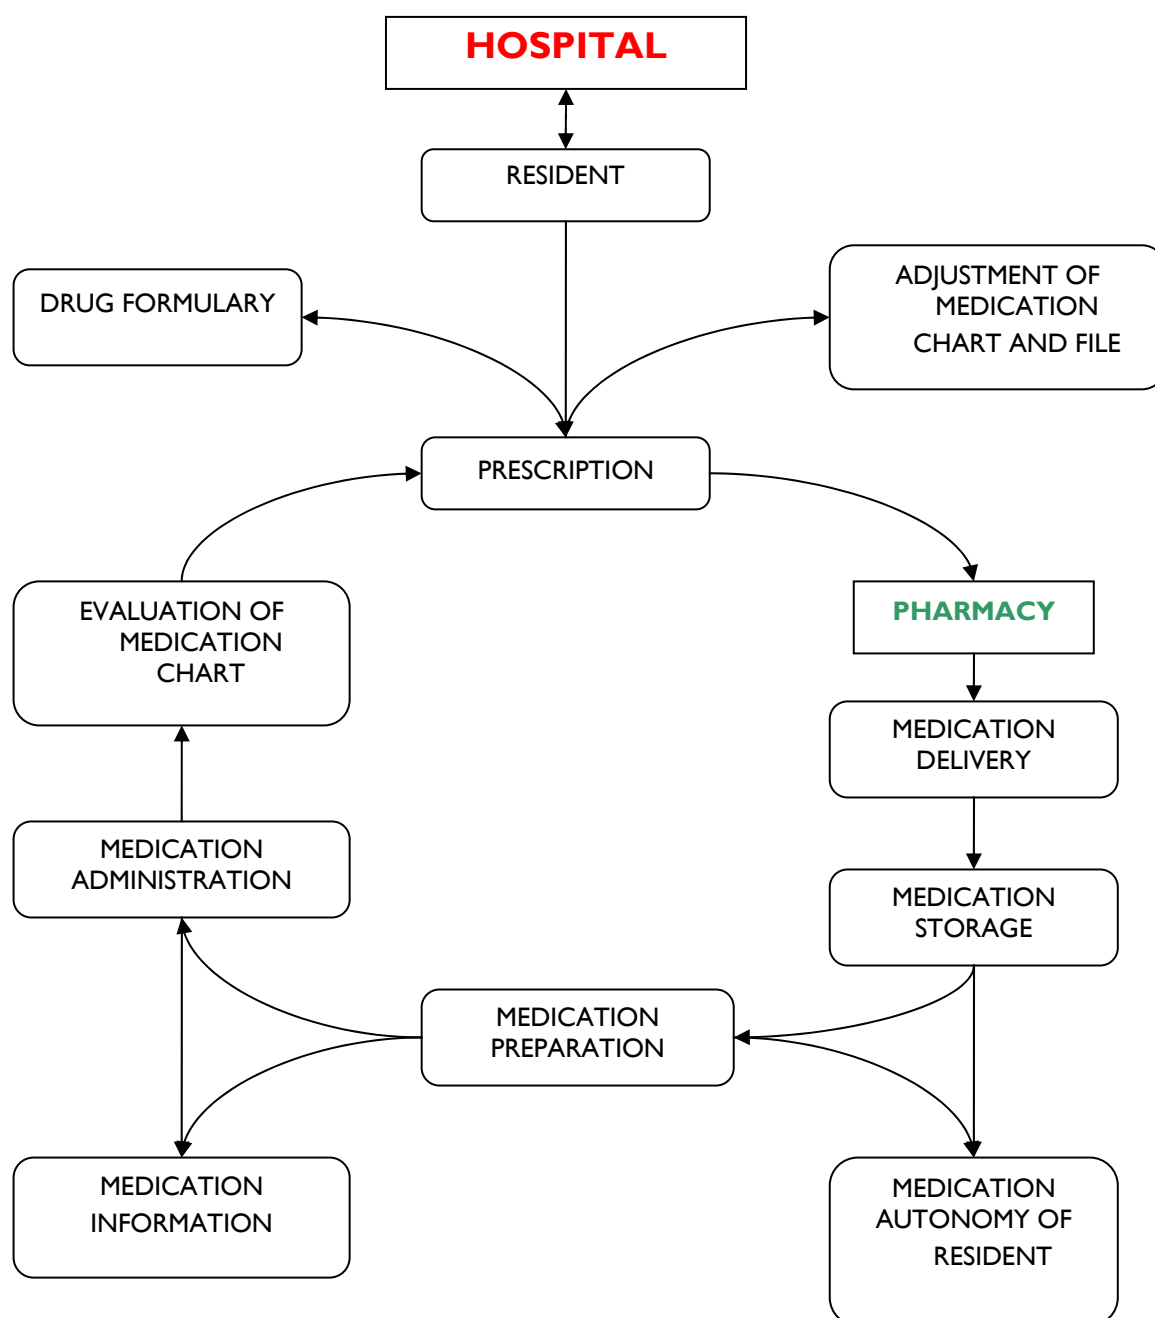 HOSPITAL
RESIDENT
DRUG FORMULARY
ADJUSTMENT OF
MEDICATION
CHART AND FILE
PRESCRIPTION
EVALUATION OF
MEDICATION
CHART
PHARMACY
MEDICATION
DELIVERY
MEDICATION
ADMINISTRATION
MEDICATION
STORAGE
MEDICATION
PREPARATION
MEDICATION
INFORMATION
MEDICATION
AUTONOMY OF
RESIDENT